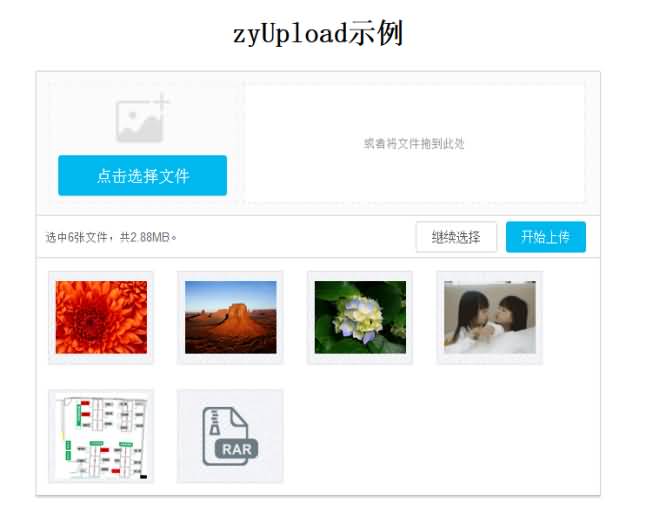 zyUpload示例
点击选择文件
或者将文件拖到此处
选中6张文件，共2.88MB。
继续选择
开始上传
RAR